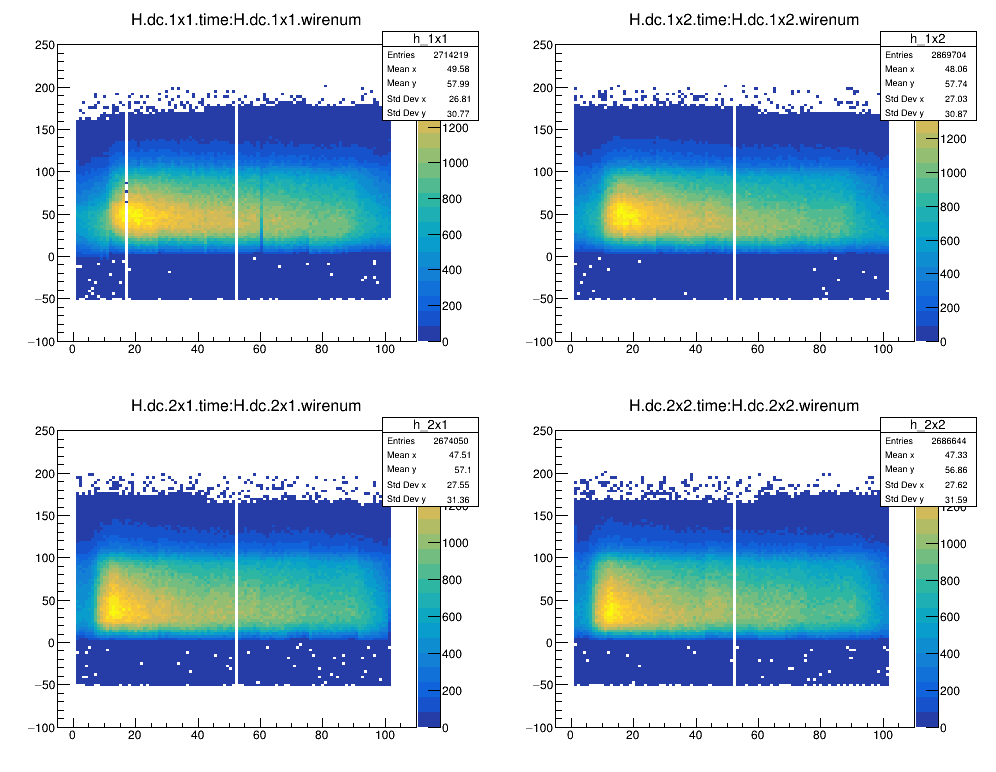 H.dc.1x1.time:H.dc.1x1.wirenum
h_1x1
Entries 2714219
Mean x 49.58
Mean y 57.99
Std Dev x 26.81
Std Dev y 30.77
250
200
150
100
50
0
−50
−100
0 20 40 60 80 100
1200
1000
800
600
400
200
0
H.dc.1x2.time:H.dc.1x2.wirenum
h_1x2
Entries 2869704
Mean x 48.06
Mean y 57.74
Std Dev x 27.03
Std Dev y 30.87
250
200
150
100
50
0
−50
−100
0 20 40 60 80 100
1200
1000
800
600
400
200
0
H.dc.2x1.time:H.dc.2x1.wirenum
h_2x1
Entries 2674050
Mean x 47.51
Mean y 57.1
Std Dev x 27.55
Std Dev y 31.36
250
200
150
100
50
0
−50
−100
0 20 40 60 80 100
1200
1000
800
600
400
200
0
H.dc.2x2.time:H.dc.2x2.wirenum
h_2x2
Entries 2686644
Mean x 47.33
Mean y 56.86
Std Dev x 27.62
Std Dev y 31.59
250
200
150
100
50
0
−50
−100
0 20 40 60 80 100
1200
1000
800
600
400
200
0